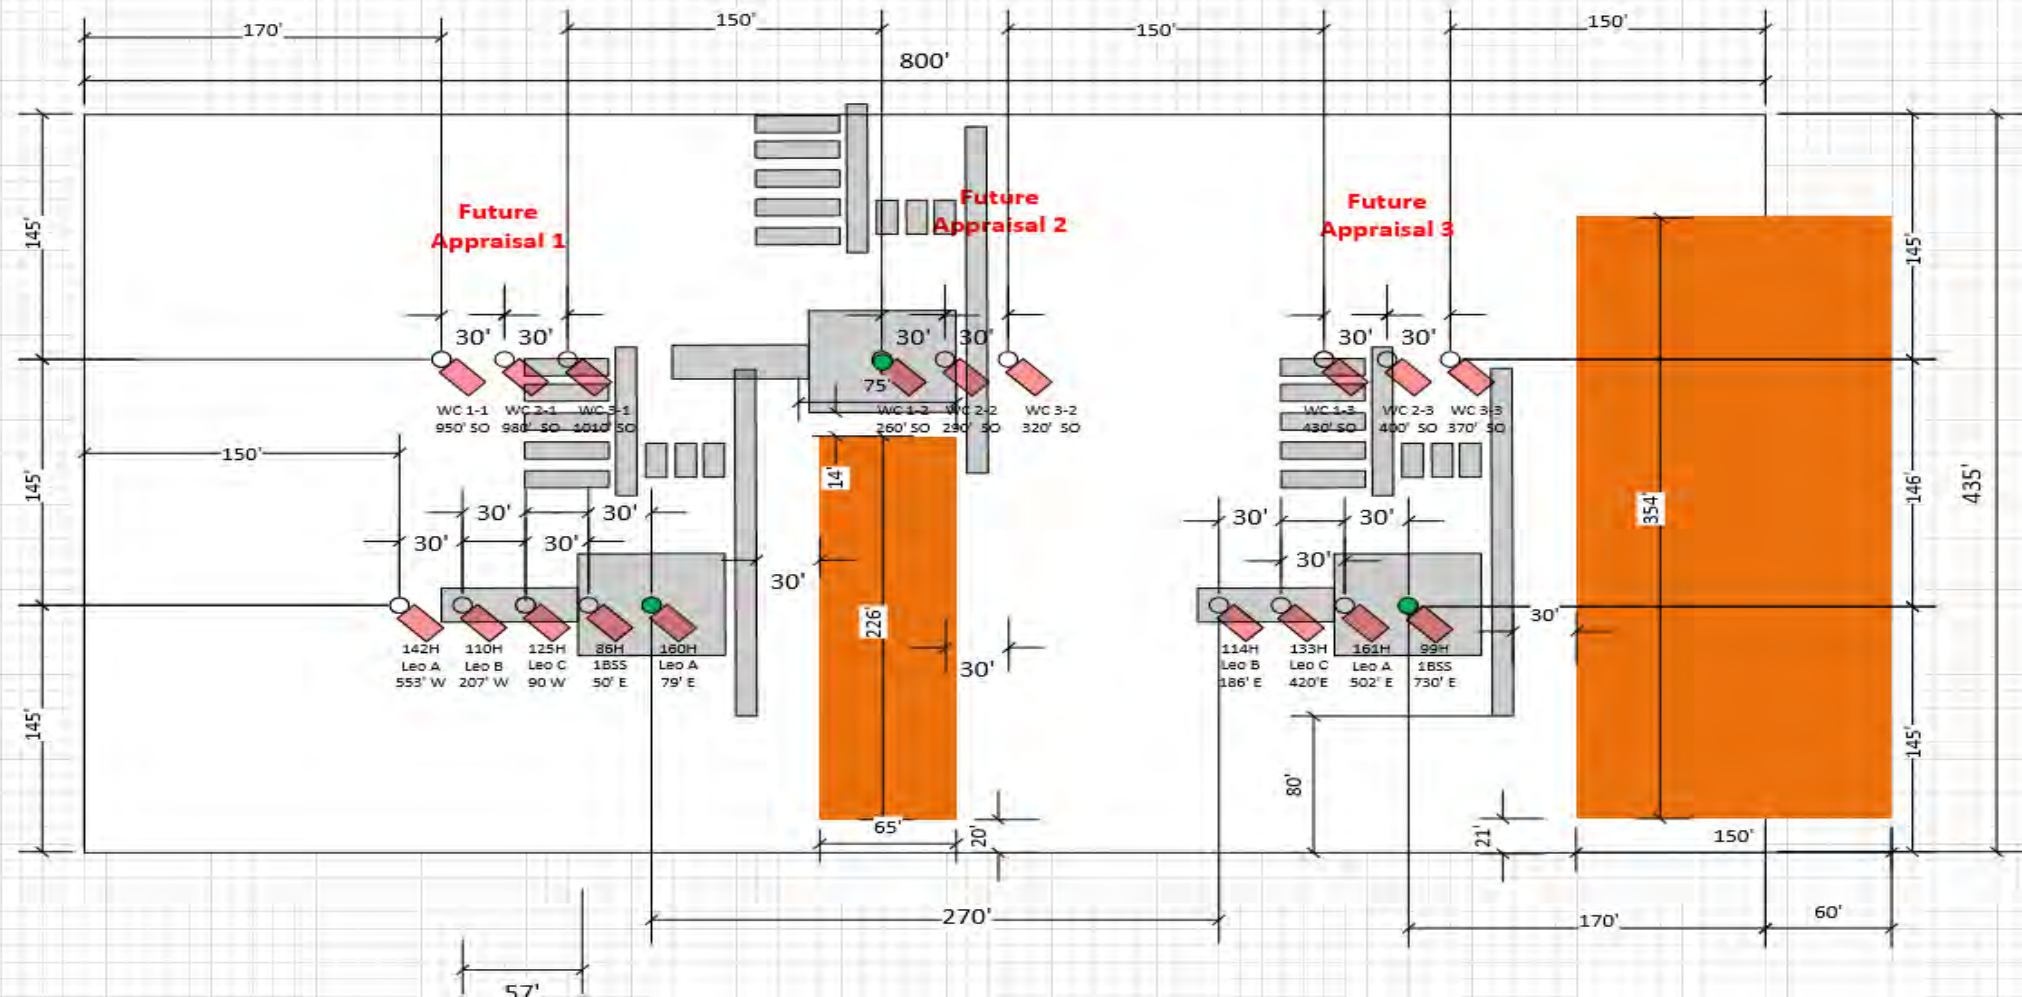 170'
150'
150'
150'
800'
Future
Appraisal 1
Future
Appraisal 2
Future
Appraisal 3
145'
145'
30'
30'
30'
30'
30'
30'
75'
WC 1-1
950' SO
WC 2-1
980' SO
WC 3-1
1010' SO
WC 1-2
260' SO
WC 2-2
290' SO
WC 3-2
320' SO
WC 1-3
430' SO
WC 2-3
400' SO
WC 3-3
370' SO
150'
14'
145'
146'
435'
354'
30'
30'
30'
30'
30'
30'
30'
30'
226'
30'
30'
142H
Leo A
553' W
110H
Leo B
207' W
125H
Leo C
90 W
86H
1BSS
50' E
160H
Leo A
79' E
30'
114H
Leo B
186' E
133H
Leo C
420'E
161H
Leo A
502' E
99H
1BSS
730' E
145'
145'
80'
65'
20'
21'
150'
270'
170'
60'
57'